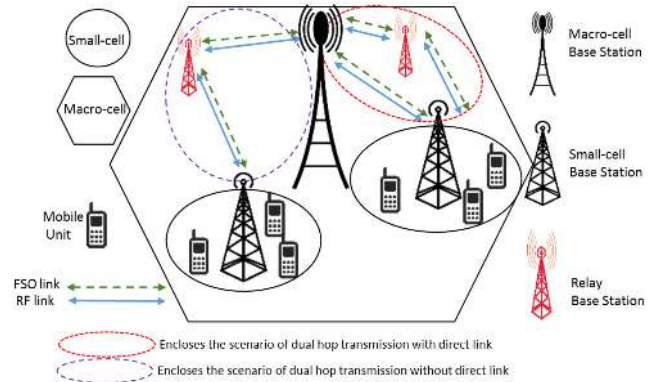 Small-cell
Macro-cell
Mobile
Unit
FSO link
RF link
Macro-cell
Base Station
Small-cell
Base Station
Relay
Base Station
Encloses the scenario of dual hop transmission with direct link
Encloses the scenario of dual hop transmission without direct link